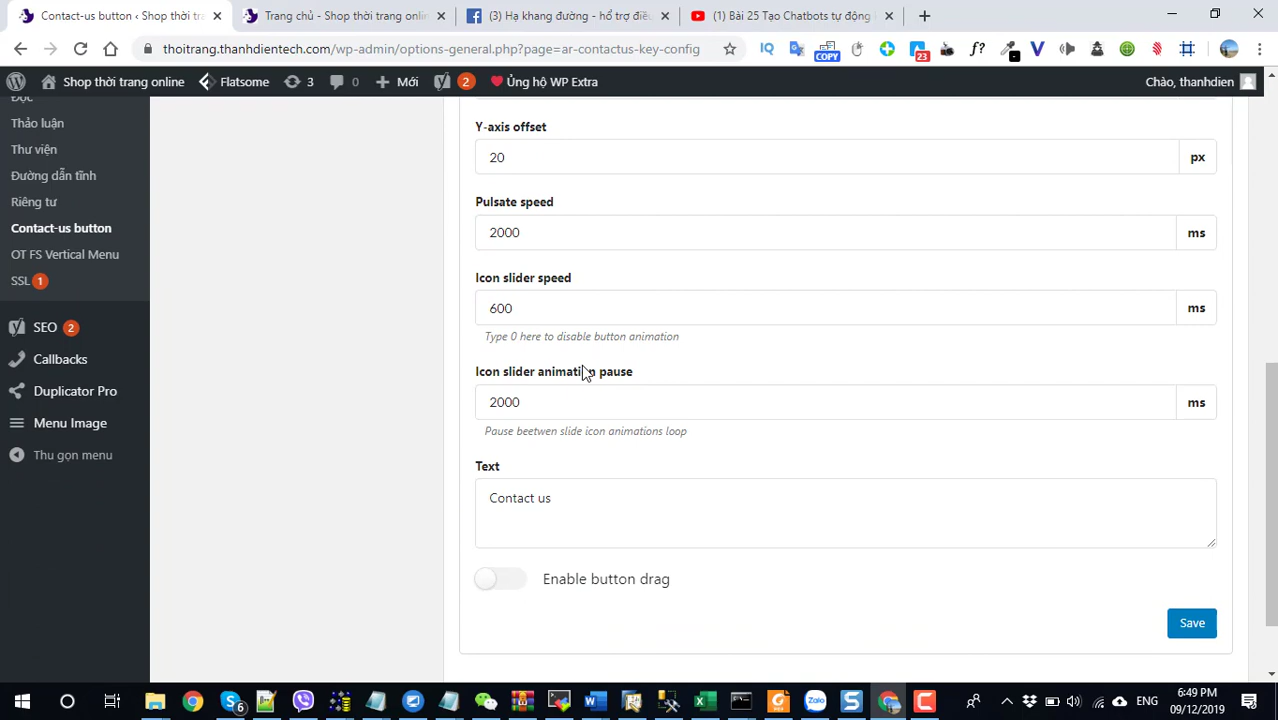 Contact-us button ‹ Shop thời tra
Trang chủ - Shop thời trang onlin
(3) Hạ khang đường - hổ trợ điề
(1) Bài 25 Tạo Chatbots tự động
thoitrang.thanhdientech.com/wp-admin/options-general.php?page=ar-contactus-key-config
IQ
COPY
23
f?
Shop thời trang online
Flatsome
3
0
Mới
2
Ủng hộ WP Extra
Chào, thanhdien
Đọc
Thảo luận
Thư viện
Đường dẫn tĩnh
Riêng tư
Contact-us button
OT FS Vertical Menu
SSL 1
SEO 2
Callbacks
Duplicator Pro
Menu Image
Thu gọn menu
Y-axis offset
20 px
Pulsate speed
2000 ms
Icon slider speed
600 ms
Type 0 here to disable button animation
Icon slider animation pause
2000 ms
Pause beetwen slide icon animations loop
Text
Contact us
Enable button drag
Save
6
Zalo
ENG
6:49 PM
09/12/2019